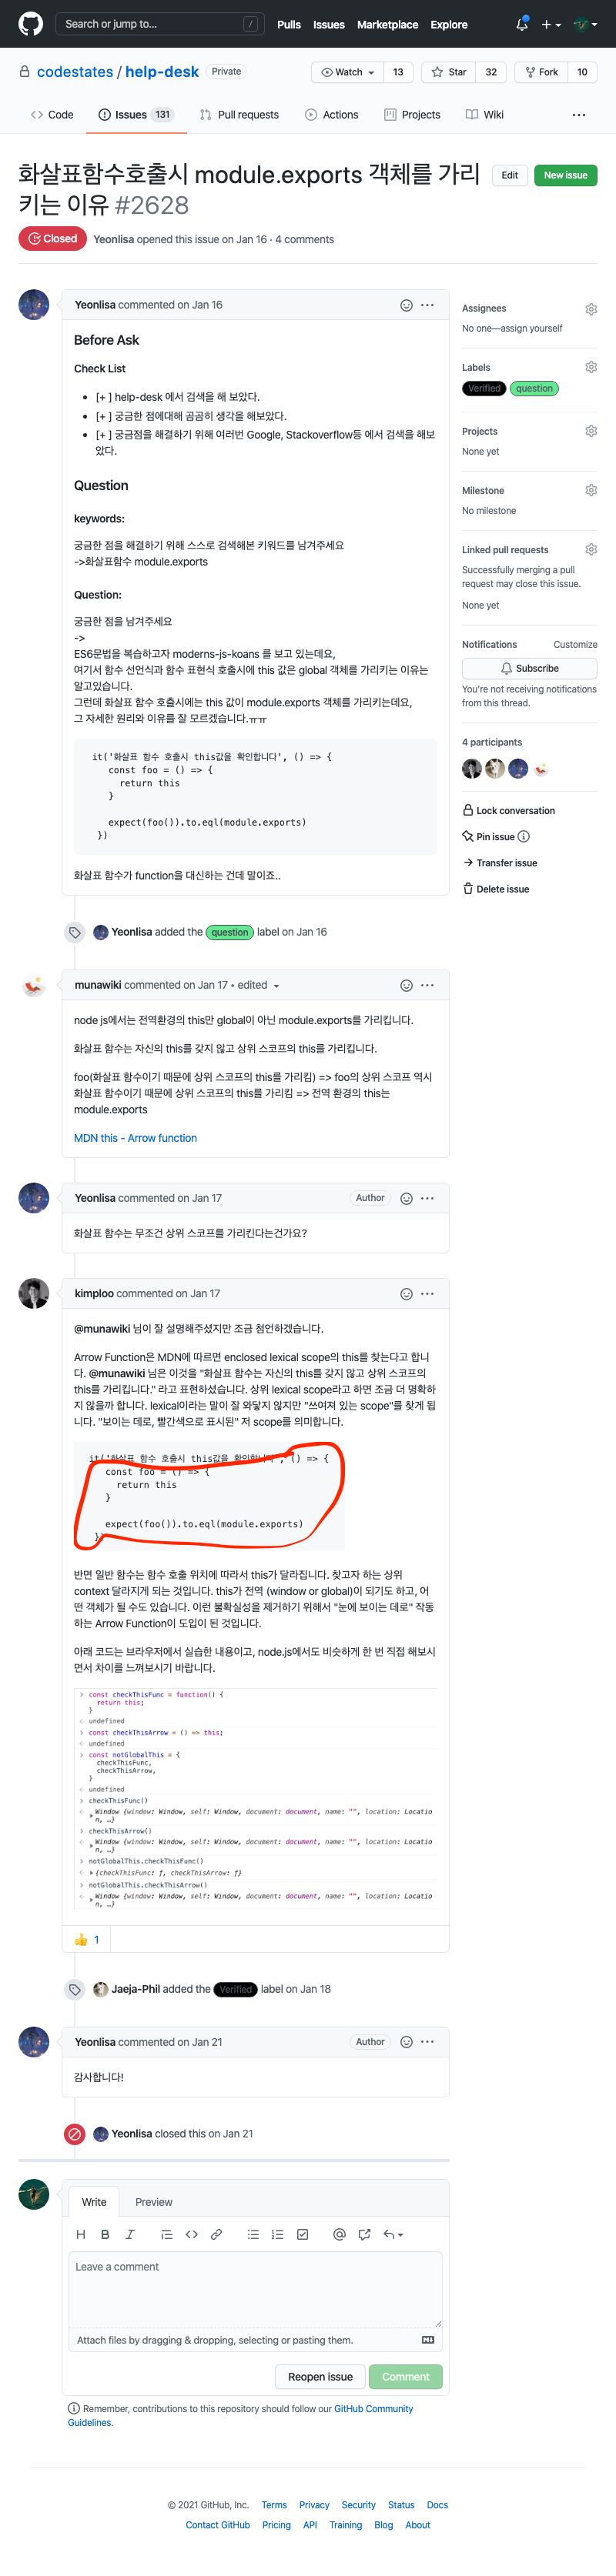 Search or jump to...
/
Pulls Issues Marketplace Explore
codestates / help-desk Private
Watch 13 Star 32 Fork 10
Code Issues 131 Pull requests Actions Projects Wiki
화살표함수호출시 module.exports 객체를 가리
키는 이유 #2628
Edit New issue
Closed Yeonlisa opened this issue on Jan 16 · 4 comments
Yeonlisa commented on Jan 16
Before Ask
Check List
[+ ] help-desk 에서 검색을 해 보았다.
[+ ] 궁금한 점에대해 곰곰히 생각을 해보았다.
[+ ] 궁금점을 해결하기 위해 여러번 Google, Stackoverflow등 에서 검색을 해보
았다.
Question
keywords:
궁금한 점을 해결하기 위해 스스로 검색해본 키워드를 남겨주세요
->화살표함수 module.exports
Question:
궁금한 점을 남겨주세요
->
ES6문법을 복습하고자 moderns-js-koans 를 보고 있는데요,
여기서 함수 선언식과 함수 표현식 호출시에 this 값은 global 객체를 가리키는 이유는
알고있습니다.
그런데 화살표 함수 호출시에는 this 값이 module.exports 객체를 가리키는데요,
그 자세한 원리와 이유를 잘 모르겠습니다.ㅠㅠ
it('화살표 함수 호출시 this값을 확인합니다', () => {
const foo = () => {
return this
}
expect(foo()).to.eql(module.exports)
})
화살표 함수가 function을 대신하는 건데 말이죠..
Assignees
No one—assign yourself
Labels
Verified question
Projects
None yet
Milestone
No milestone
Linked pull requests
Successfully merging a pull
request may close this issue.
None yet
Notifications Customize
Subscribe
You're not receiving notifications
from this thread.
4 participants
Lock conversation
Pin issue
Transfer issue
Delete issue
Yeonlisa added the question label on Jan 16
munawiki commented on Jan 17 • edited
node js에서는 전역환경의 this만 global이 아닌 module.exports를 가리킵니다.
화살표 함수는 자신의 this를 갖지 않고 상위 스코프의 this를 가리킵니다.
foo(화살표 함수이기 때문에 상위 스코프의 this를 가리킴) => foo의 상위 스코프 역시
화살표 함수이기 때문에 상위 스코프의 this를 가리킴 => 전역 환경의 this는
module.exports
MDN this - Arrow function
Yeonlisa commented on Jan 17 Author
화살표 함수는 무조건 상위 스코프를 가리킨다는건가요?
kimploo commented on Jan 17
@munawiki 님이 잘 설명해주셨지만 조금 첨언하겠습니다.
Arrow Function은 MDN에 따르면 enclosed lexical scope의 this를 찾는다고 합니
다. @munawiki 님은 이것을 "화살표 함수는 자신의 this를 갖지 않고 상위 스코프의
this를 가리킵니다." 라고 표현하셨습니다. 상위 lexical scope라고 하면 조금 더 명확하
지 않을까 합니다. lexical이라는 말이 잘 와닿지 않지만 "쓰여져 있는 scope"를 찾게 됩
니다. "보이는 데로, 빨간색으로 표시된" 저 scope를 의미합니다.
it('화살표 함수 호출시 this값을 확인합니다', () => {
const foo = () => {
return this
}
expect(foo()).to.eql(module.exports)
})
반면 일반 함수는 함수 호출 위치에 따라서 this가 달라집니다. 찾고자 하는 상위
context 달라지게 되는 것입니다. this가 전역 (window or global)이 되기도 하고, 어
떤 객체가 될 수도 있습니다. 이런 불확실성을 제거하기 위해서 "눈에 보이는 데로" 작동
하는 Arrow Function이 도입이 된 것입니다.
아래 코드는 브라우저에서 실습한 내용이고, node.js에서도 비슷하게 한 번 직접 해보시
면서 차이를 느껴보시기 바랍니다.
> const checkThisFunc = function() {
return this;
}
< undefined
> const checkThisArrow = () => this;
< undefined
> const notGlobalThis = {
checkThisFunc,
checkThisArrow,
}
< undefined
> checkThisFunc()
< Window {window: Window, self: Window, document: document, name: "", location: Locatio
n, …}
> checkThisArrow()
< Window {window: Window, self: Window, document: document, name: "", location: Locatio
n, …}
> notGlobalThis.checkThisFunc()
< {checkThisFunc: ƒ, checkThisArrow: ƒ}
> notGlobalThis.checkThisArrow()
< Window {window: Window, self: Window, document: document, name: "", location: Locatio
n, …}
👍 1
Jaeja-Phil added the Verified label on Jan 18
Yeonlisa commented on Jan 21 Author
감사합니다!
Yeonlisa closed this on Jan 21
Write Preview
Leave a comment
Attach files by dragging & dropping, selecting or pasting them.
Reopen issue Comment
Remember, contributions to this repository should follow our GitHub Community
Guidelines.
© 2021 GitHub, Inc. Terms Privacy Security Status Docs
Contact GitHub Pricing API Training Blog About